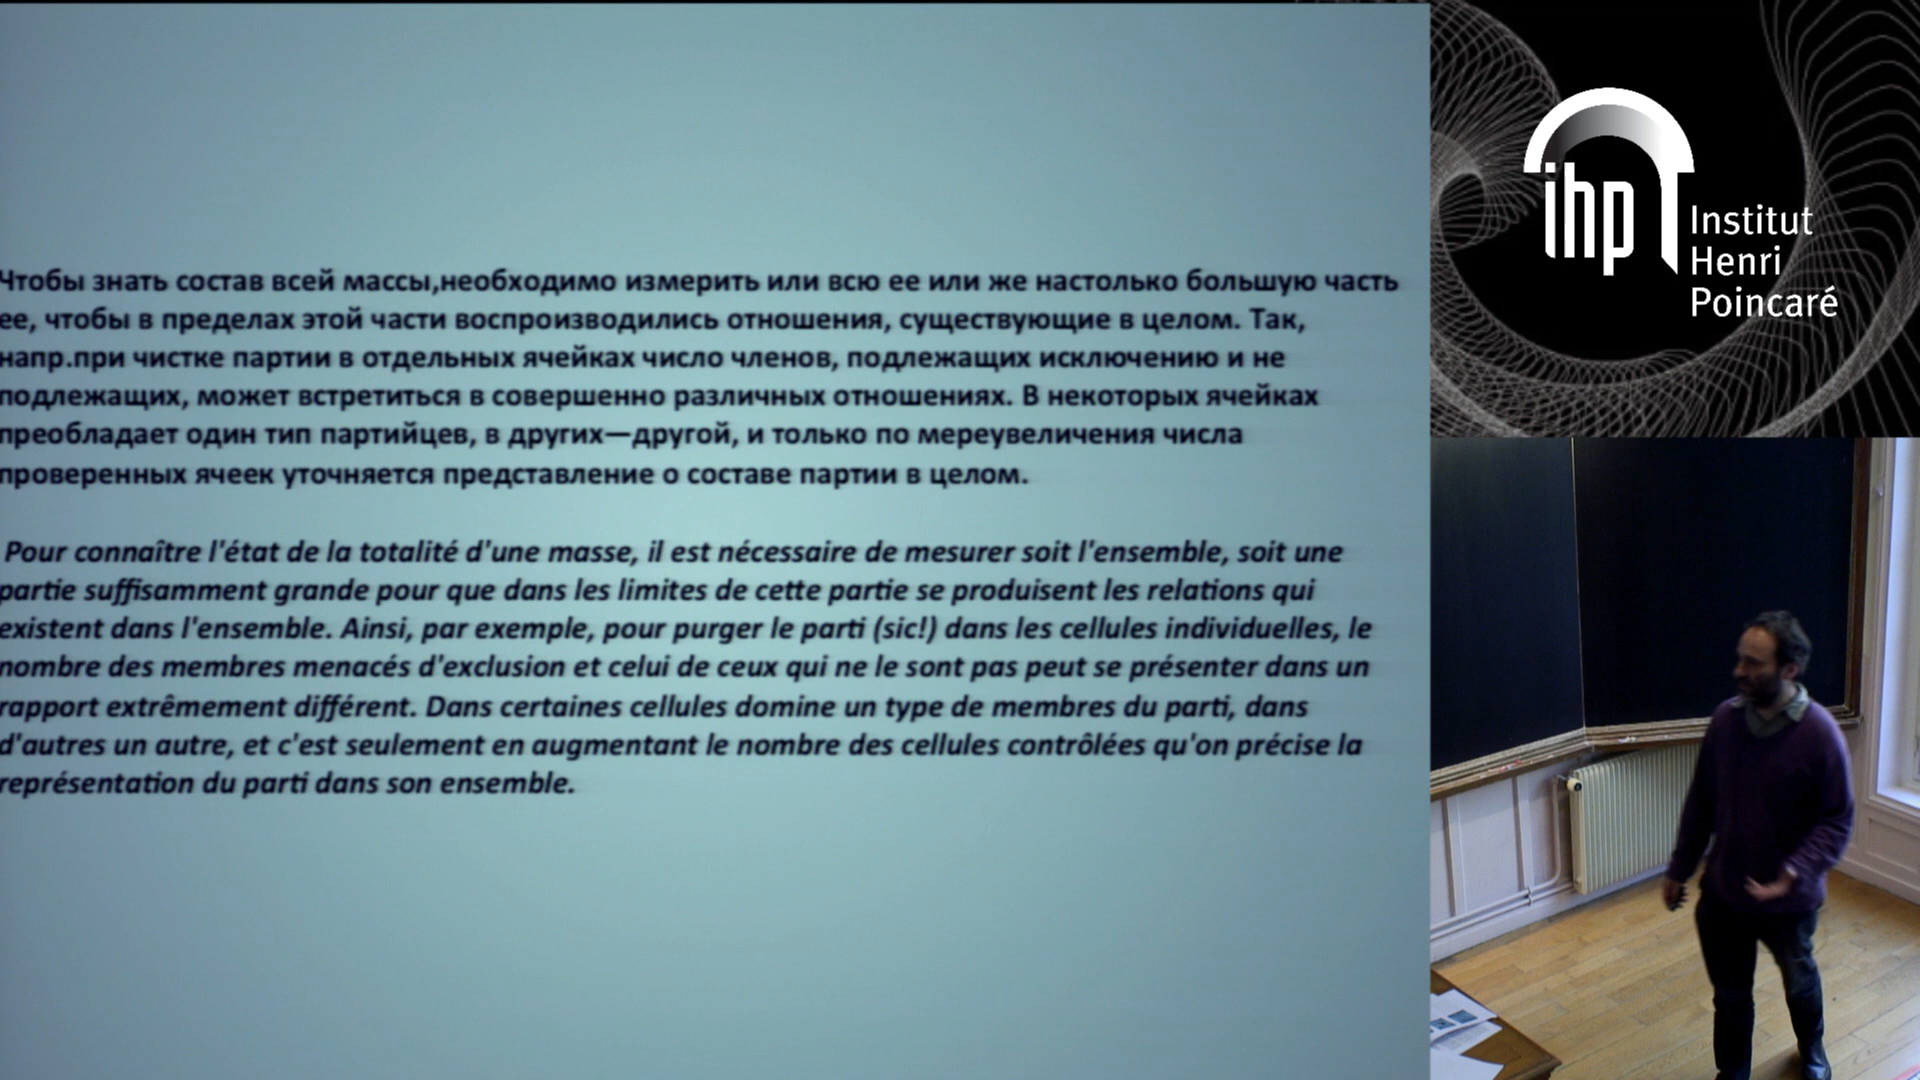 Чтобы знать состав всей массы,необходимо измерить или всю ее или же настолько большую часть
ее, чтобы в пределах этой части воспроизводились отношения, существующие в целом. Так,
напр.при чистке партии в отдельных ячейках число членов, подлежащих исключению и не
подлежащих, может встретиться в совершенно различных отношениях. В некоторых ячейках
преобладает один тип партийцев, в других—другой, и только по мереувеличения числа
проверенных ячеек уточняется представление о составе партии в целом.
Pour connaître l'état de la totalité d'une masse, il est nécessaire de mesurer soit l'ensemble, soit une
partie suffisamment grande pour que dans les limites de cette partie se produisent les relations qui
existent dans l'ensemble. Ainsi, par exemple, pour purger le parti (sic!) dans les cellules individuelles, le
nombre des membres menacés d'exclusion et celui de ceux qui ne le sont pas peut se présenter dans un
rapport extrêmement différent. Dans certaines cellules domine un type de membres du parti, dans
d'autres un autre, et c'est seulement en augmentant le nombre des cellules contrôlées qu'on précise la
représentation du parti dans son ensemble.
ihp
Institut
Henri
Poincaré